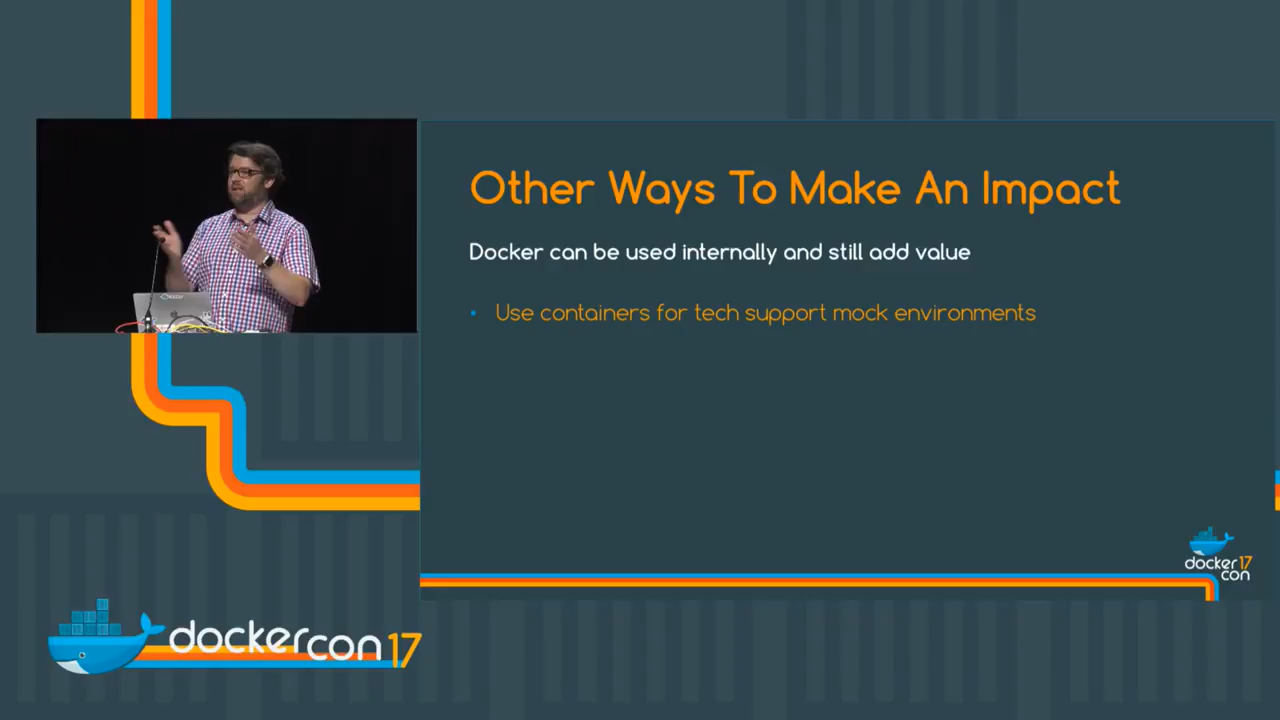 Other Ways To Make An Impact
Docker can be used internally and still add value
• Use containers for tech support mock environments
docker 17
con
dockercon 17